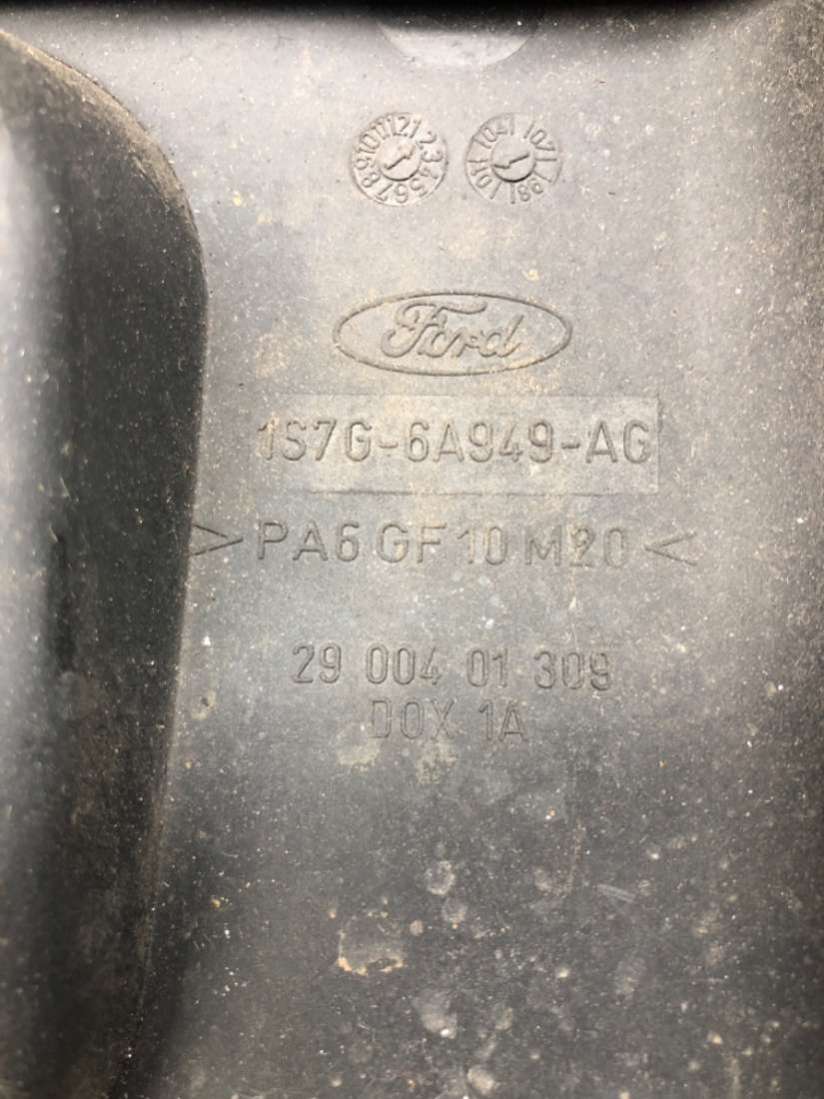 Ford
1S7G-6A949-AG
>PA6 GF10 M20<
29 004 01 309
DOX 1A